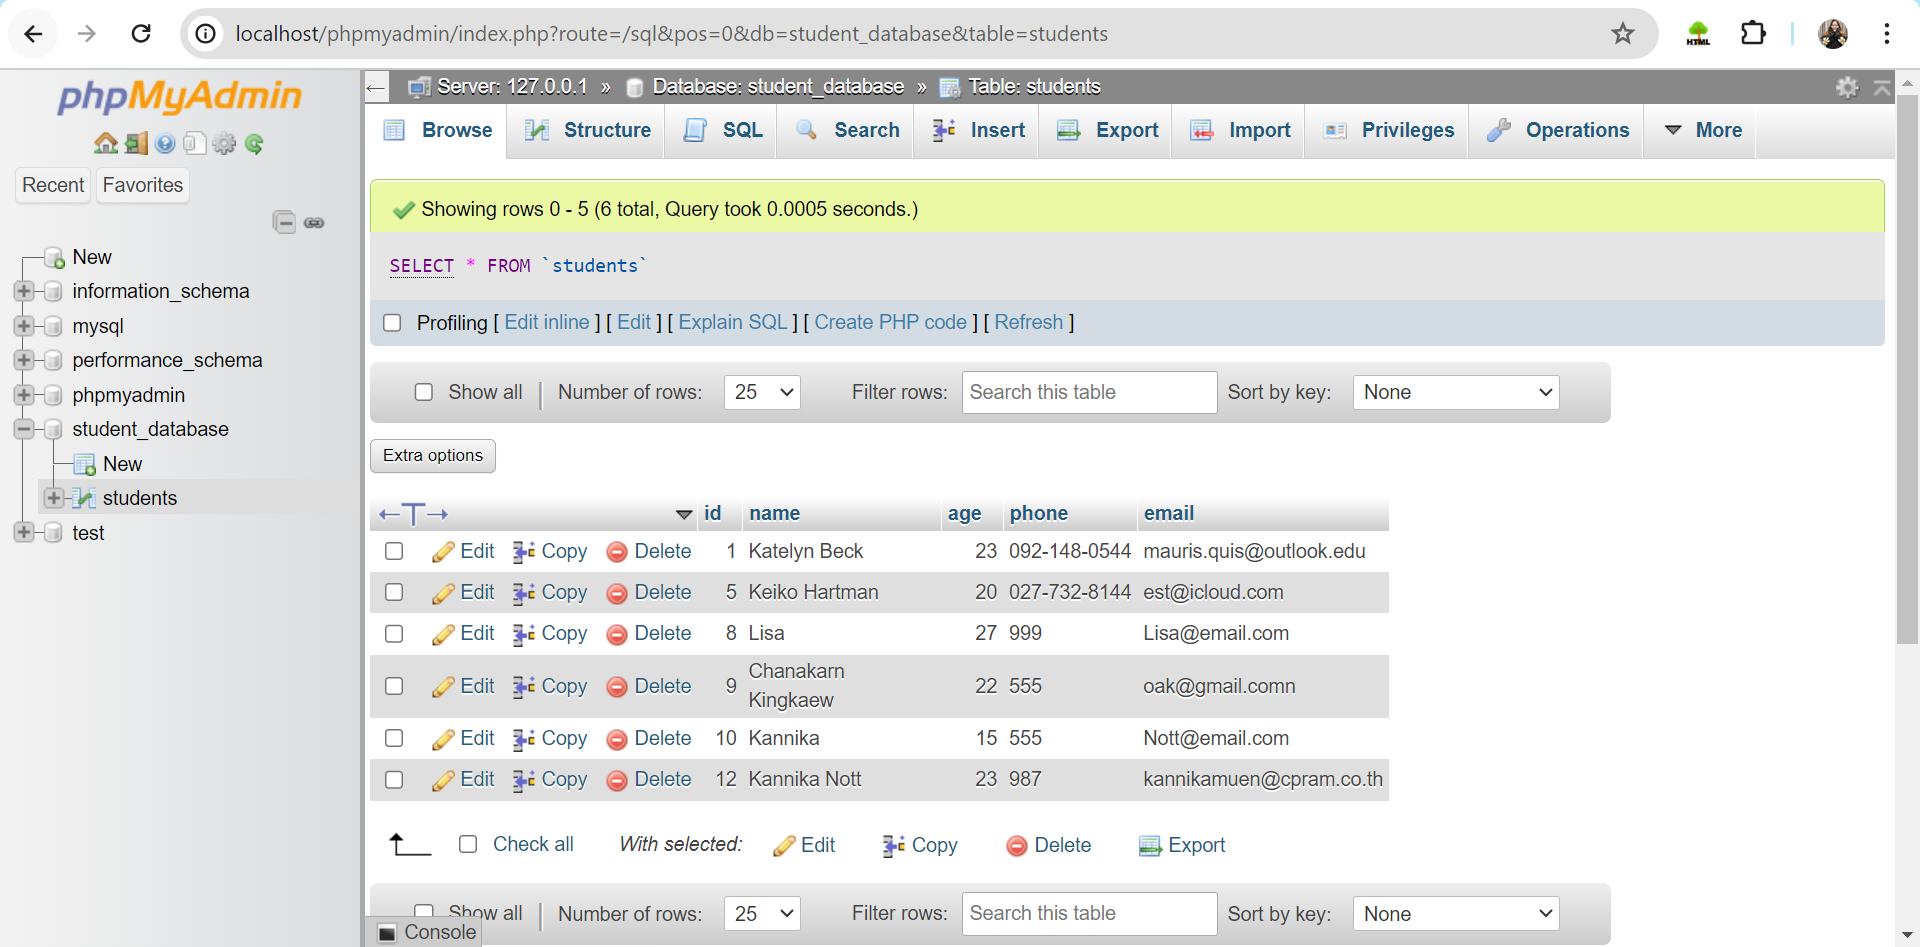 localhost/phpmyadmin/index.php?route=/sql&pos=0&db=student_database&table=students
HTML
phpMyAdmin
Recent Favorites
New
information_schema
mysql
performance_schema
phpmyadmin
student_database
New
students
test
Server: 127.0.0.1 » Database: student_database » Table: students
Browse Structure SQL Search Insert Export Import Privileges Operations More
Showing rows 0 - 5 (6 total, Query took 0.0005 seconds.)
SELECT * FROM `students`
Profiling [ Edit inline ] [ Edit ] [ Explain SQL ] [ Create PHP code ] [ Refresh ]
Show all Number of rows: 25 Filter rows: Search this table Sort by key: None
Extra options
id name age phone email
Edit Copy Delete 1 Katelyn Beck 23 092-148-0544 mauris.quis@outlook.edu
Edit Copy Delete 5 Keiko Hartman 20 027-732-8144 est@icloud.com
Edit Copy Delete 8 Lisa 27 999 Lisa@email.com
Edit Copy Delete 9 Chanakarn Kingkaew 22 555 oak@gmail.comn
Edit Copy Delete 10 Kannika 15 555 Nott@email.com
Edit Copy Delete 12 Kannika Nott 23 987 kannikamuen@cpram.co.th
Check all With selected: Edit Copy Delete Export
Show all Number of rows: 25 Filter rows: Search this table Sort by key: None
Console